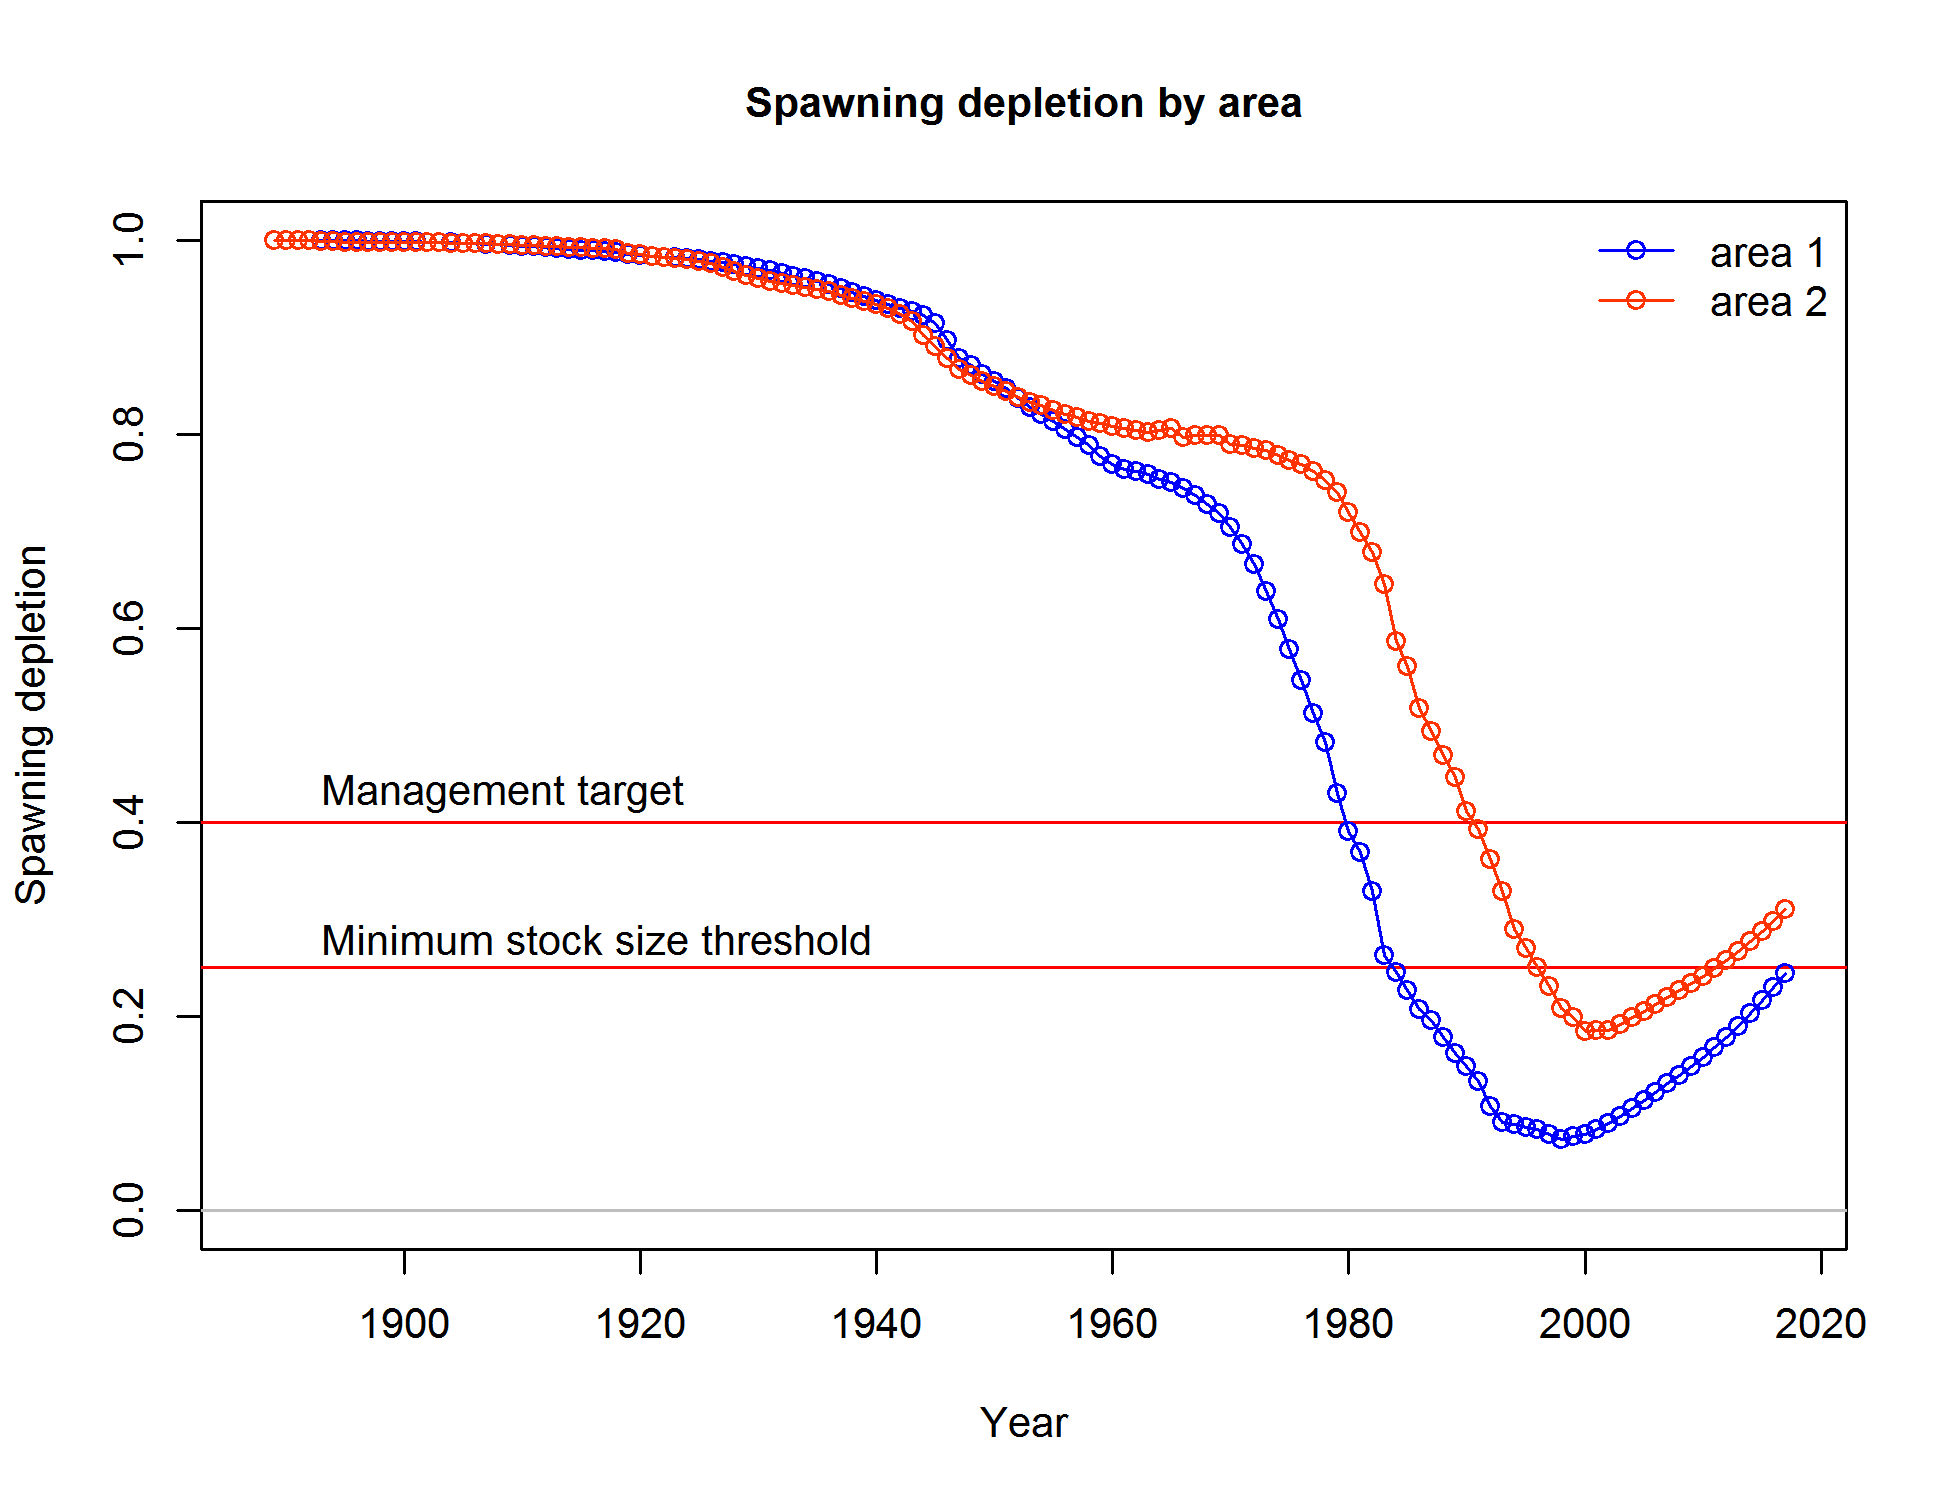 Spawning depletion by area
area 1
area 2
Spawning depletion
1.0
0.8
0.6
0.4
0.2
0.0
Management target
Minimum stock size threshold
1900
1920
1940
1960
1980
2000
2020
Year